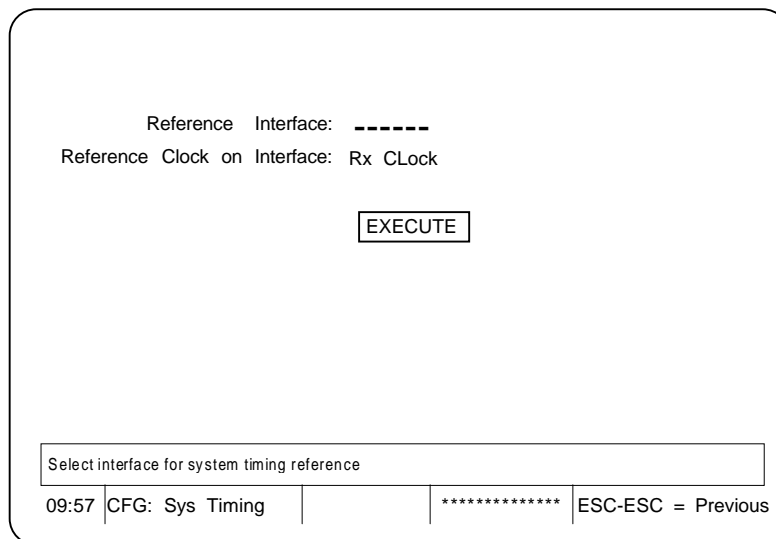 Reference Interface: ------
Reference Clock on Interface: Rx CLock
EXECUTE
Select interface for system timing reference
09:57 CFG: Sys Timing ************** ESC-ESC = Previous